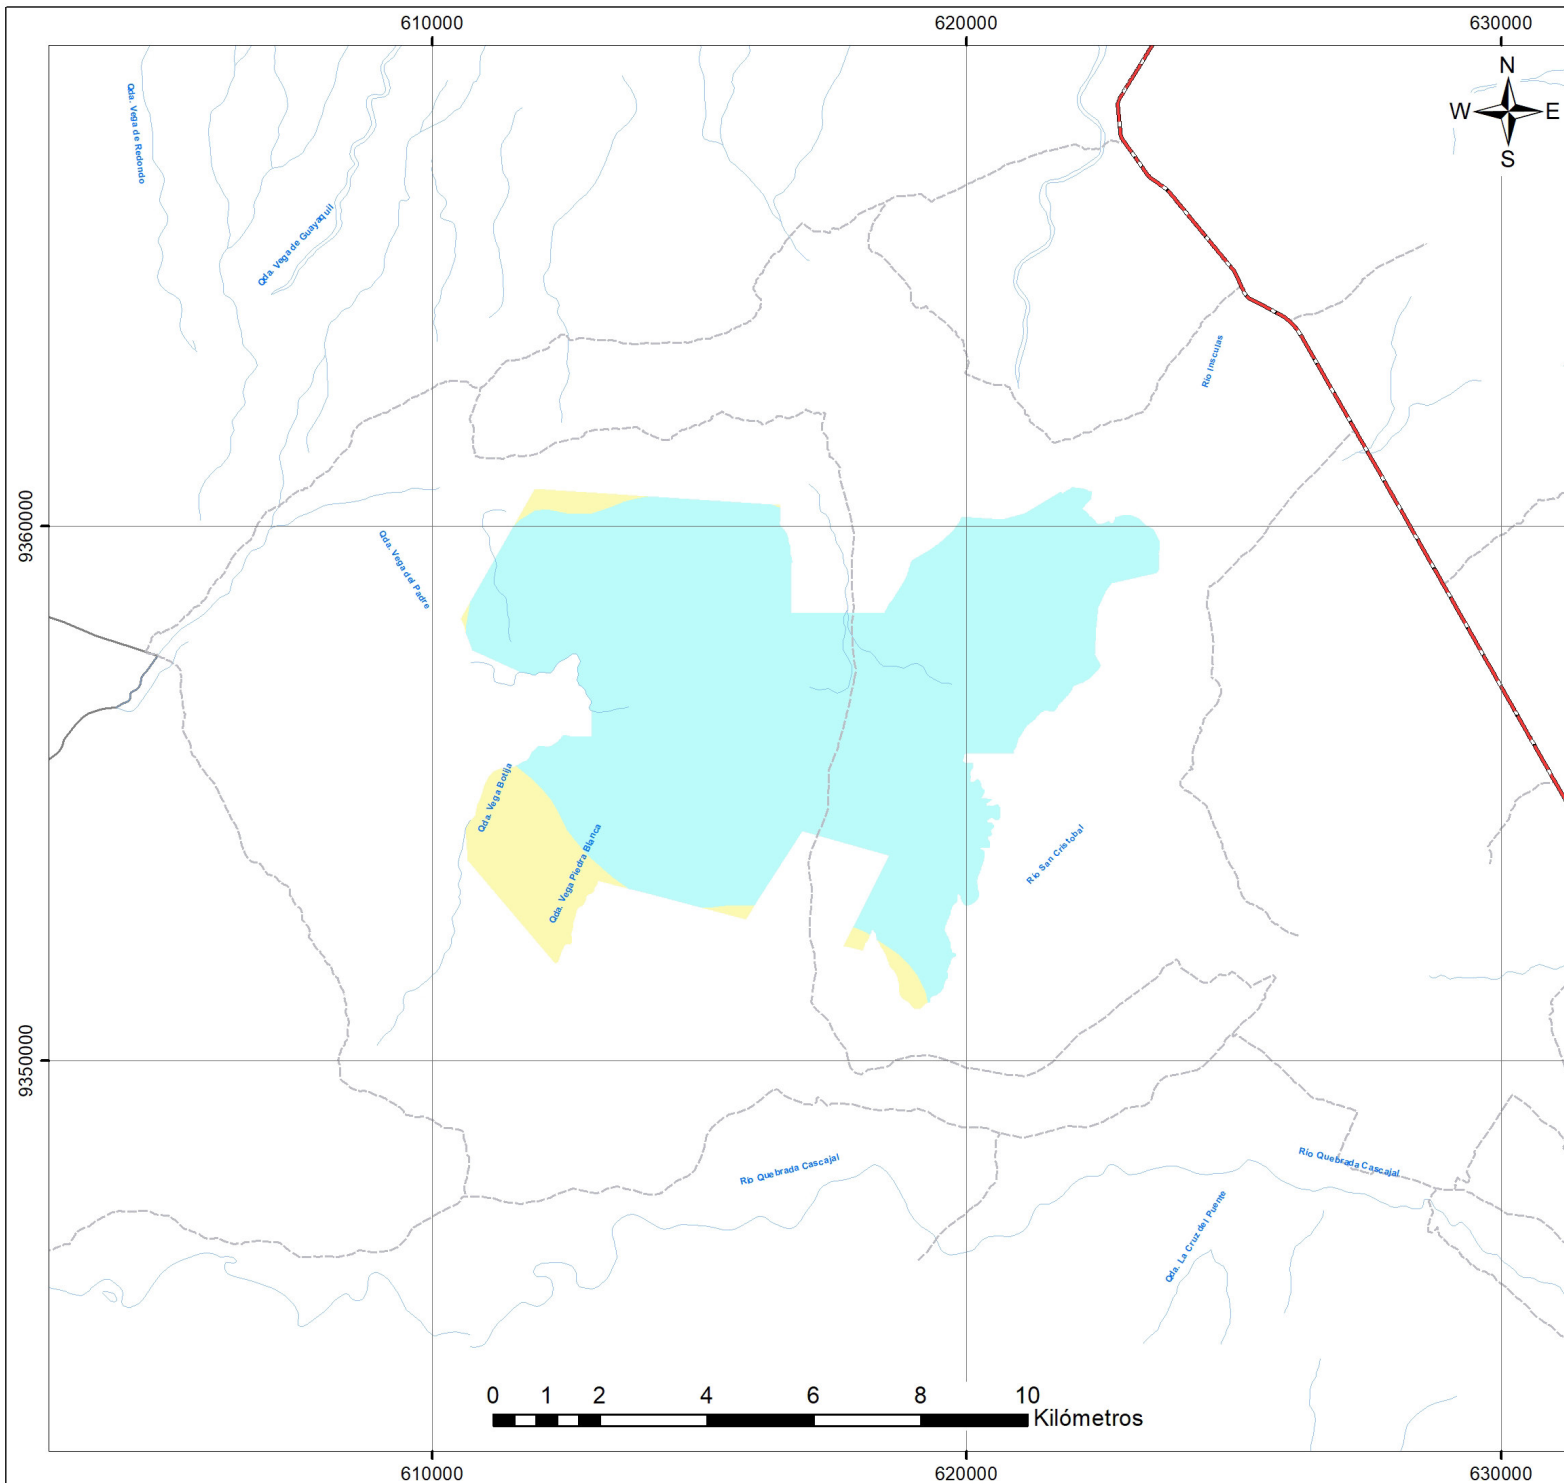 610000
620000
630000
N
W
E
S
Qda. Vega de Redondo
Qda. Vega de Guayaquil
Río Insculas
9360000
Qda. Vega del Padre
Qda. Vega Botija
Qda. Vega Piedra Blanca
Río San Cristobal
9350000
Río Quebrada Cascajal
Río Quebrada Cascajal
Qda. La Cruz del Puente
0 1 2 4 6 8 10
Kilómetros
610000
620000
630000